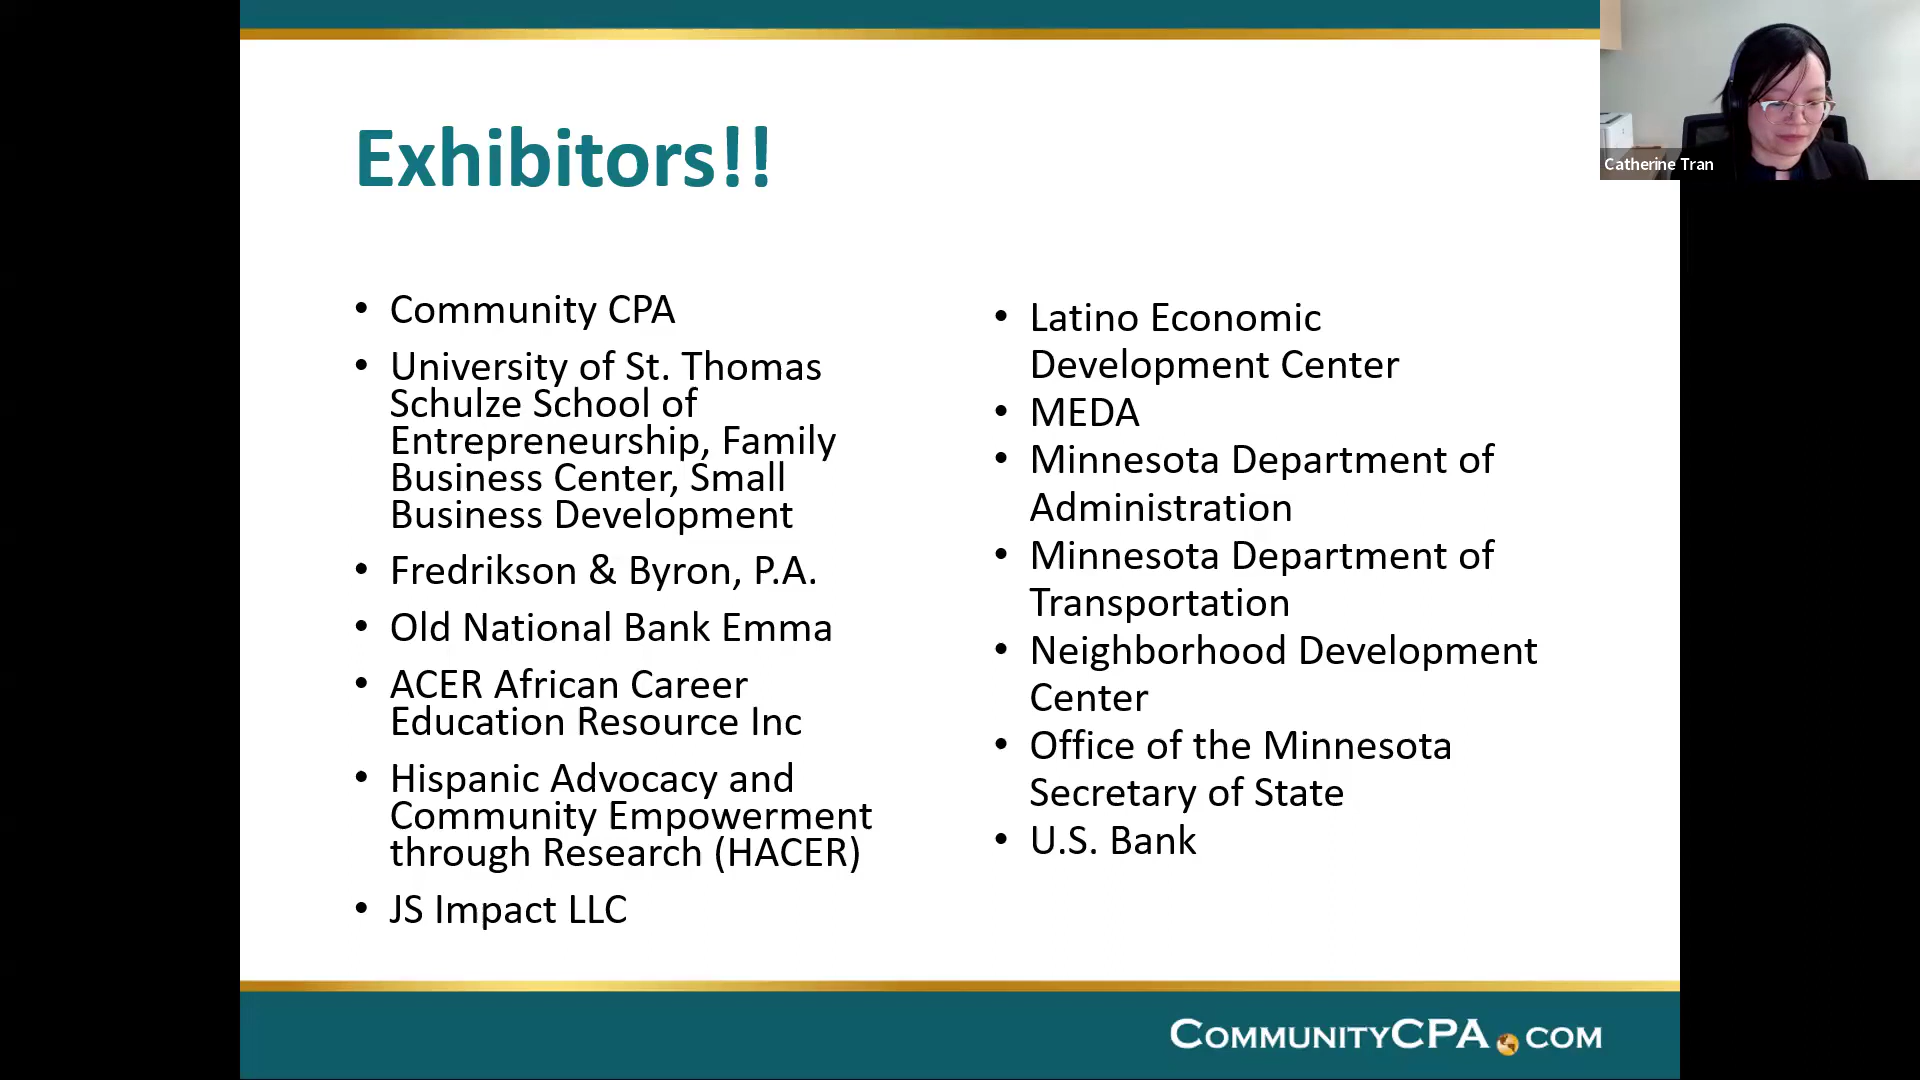 Exhibitors!!
• Community CPA
• University of St. Thomas
Schulze School of
Entrepreneurship, Family
Business Center, Small
Business Development
• Fredrikson & Byron, P.A.
• Old National Bank Emma
• ACER African Career
Education Resource Inc
• Hispanic Advocacy and
Community Empowerment
through Research (HACER)
• JS Impact LLC
• Latino Economic
Development Center
• MEDA
• Minnesota Department of
Administration
• Minnesota Department of
Transportation
• Neighborhood Development
Center
• Office of the Minnesota
Secretary of State
• U.S. Bank
Catherine Tran
COMMUNITYCPA.COM